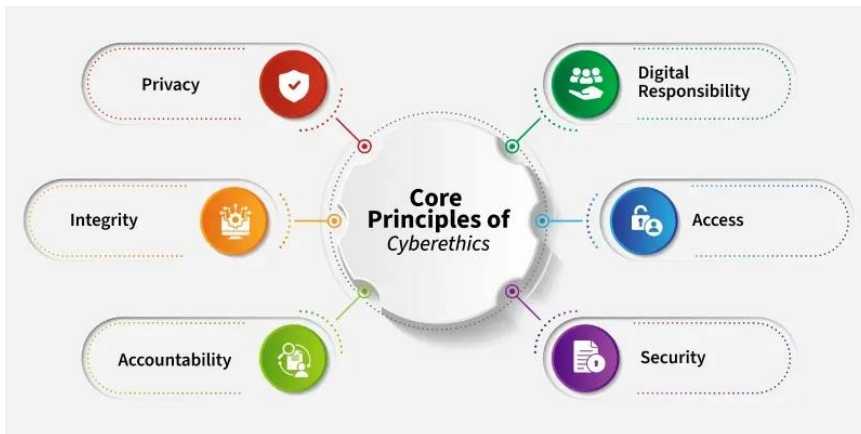 Core
Principles of
Cyberethics
Privacy
Integrity
Accountability
Digital
Responsibility
Access
Security